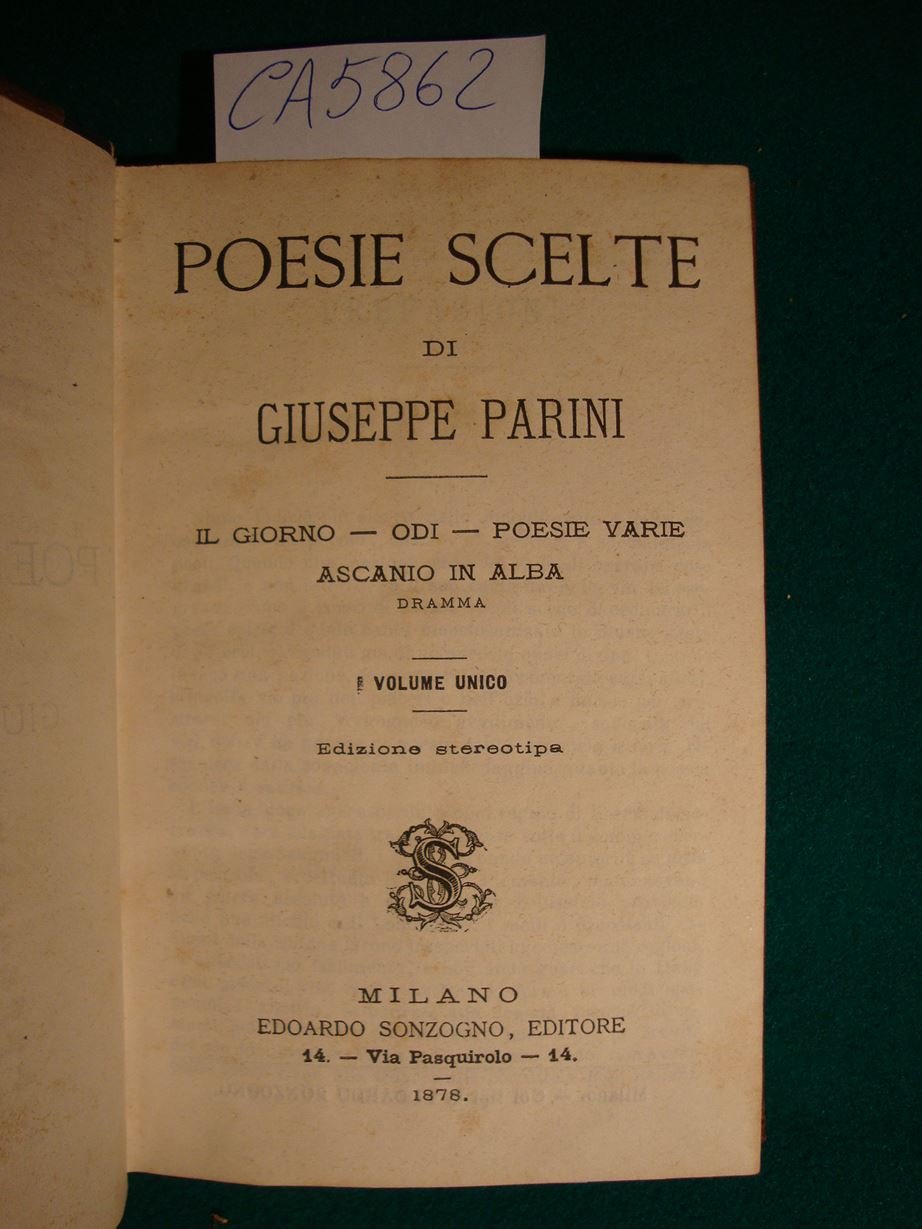 CA5862
POESIE SCELTE
DI
GIUSEPPE PARINI
IL GIORNO — ODI — POESIE VARIE
ASCANIO IN ALBA
DRAMMA
VOLUME UNICO
Edizione stereotipa
S
MILANO
EDOARDO SONZOGNO, EDITORE
14. — Via Pasquirolo — 14.
1878.